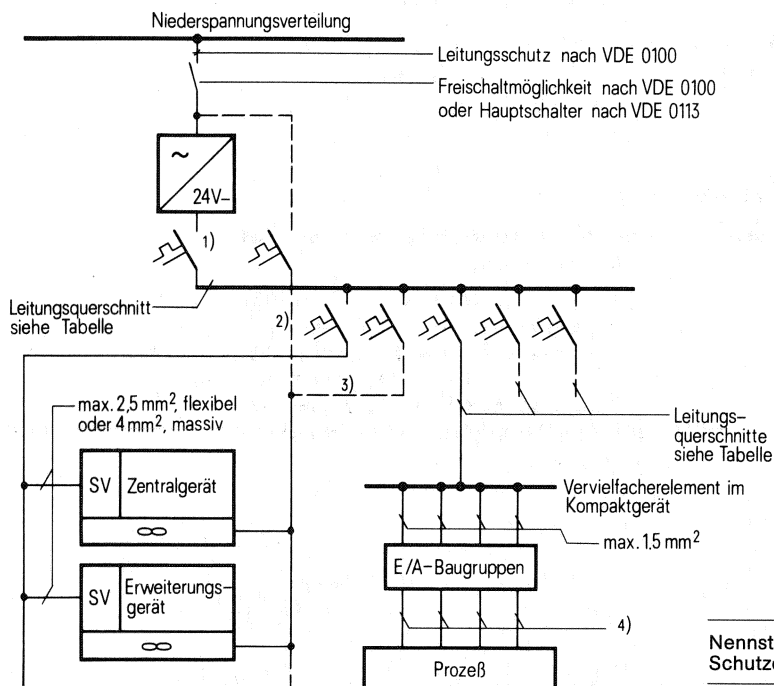 Niederspannungsverteilung
Leitungsschutz nach VDE 0100
Freischaltmöglichkeit nach VDE 0100
oder Hauptschalter nach VDE 0113
~
24V–
1)
Leitungsquerschnitt
siehe Tabelle
2)
3)
max. 2,5 mm², flexibel
oder 4 mm², massiv
Leitungs-
querschnitte
siehe Tabelle
SV
Zentralgerät
Vervielfacherelement im
Kompaktgerät
max. 1,5 mm²
E/A-Baugruppen
SV
Erweiterungs-
gerät
4)
Prozeß
Nennst
Schutz